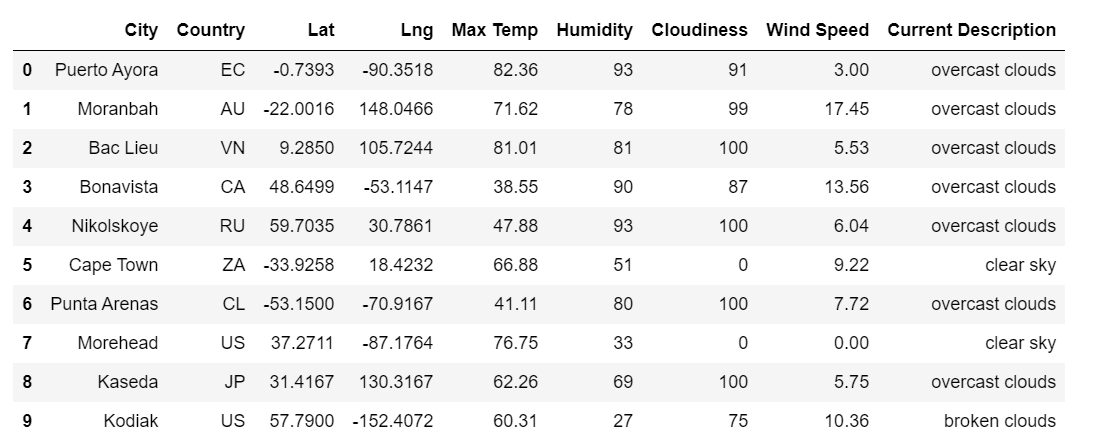 City Country Lat Lng Max Temp Humidity Cloudiness Wind Speed Current Description
0 Puerto Ayora EC -0.7393 -90.3518 82.36 93 91 3.00 overcast clouds
1 Moranbah AU -22.0016 148.0466 71.62 78 99 17.45 overcast clouds
2 Bac Lieu VN 9.2850 105.7244 81.01 81 100 5.53 overcast clouds
3 Bonavista CA 48.6499 -53.1147 38.55 90 87 13.56 overcast clouds
4 Nikolskoye RU 59.7035 30.7861 47.88 93 100 6.04 overcast clouds
5 Cape Town ZA -33.9258 18.4232 66.88 51 0 9.22 clear sky
6 Punta Arenas CL -53.1500 -70.9167 41.11 80 100 7.72 overcast clouds
7 Morehead US 37.2711 -87.1764 76.75 33 0 0.00 clear sky
8 Kaseda JP 31.4167 130.3167 62.26 69 100 5.75 overcast clouds
9 Kodiak US 57.7900 -152.4072 60.31 27 75 10.36 broken clouds